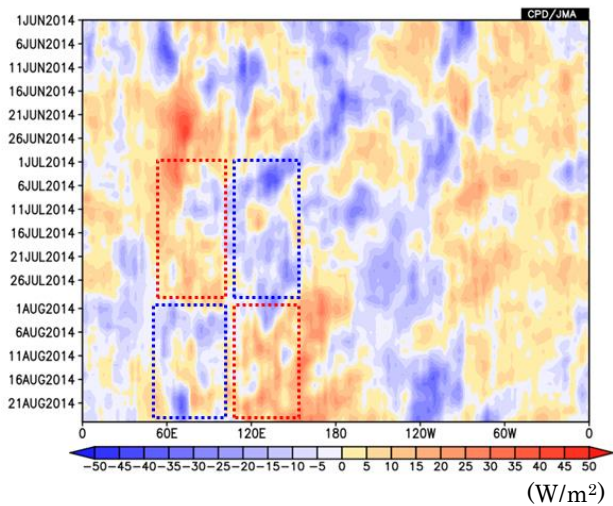 CPD/JMA
1JUN2014
6JUN2014
11JUN2014
16JUN2014
21JUN2014
26JUN2014
1JUL2014
6JUL2014
11JUL2014
16JUL2014
21JUL2014
26JUL2014
1AUG2014
6AUG2014
11AUG2014
16AUG2014
21AUG2014
0 60E 120E 180 120W 60W 0
-50 -45 -40 -35 -30 -25 -20 -15 -10 -5 0 5 10 15 20 25 30 35 40 45 50
(W/m²)